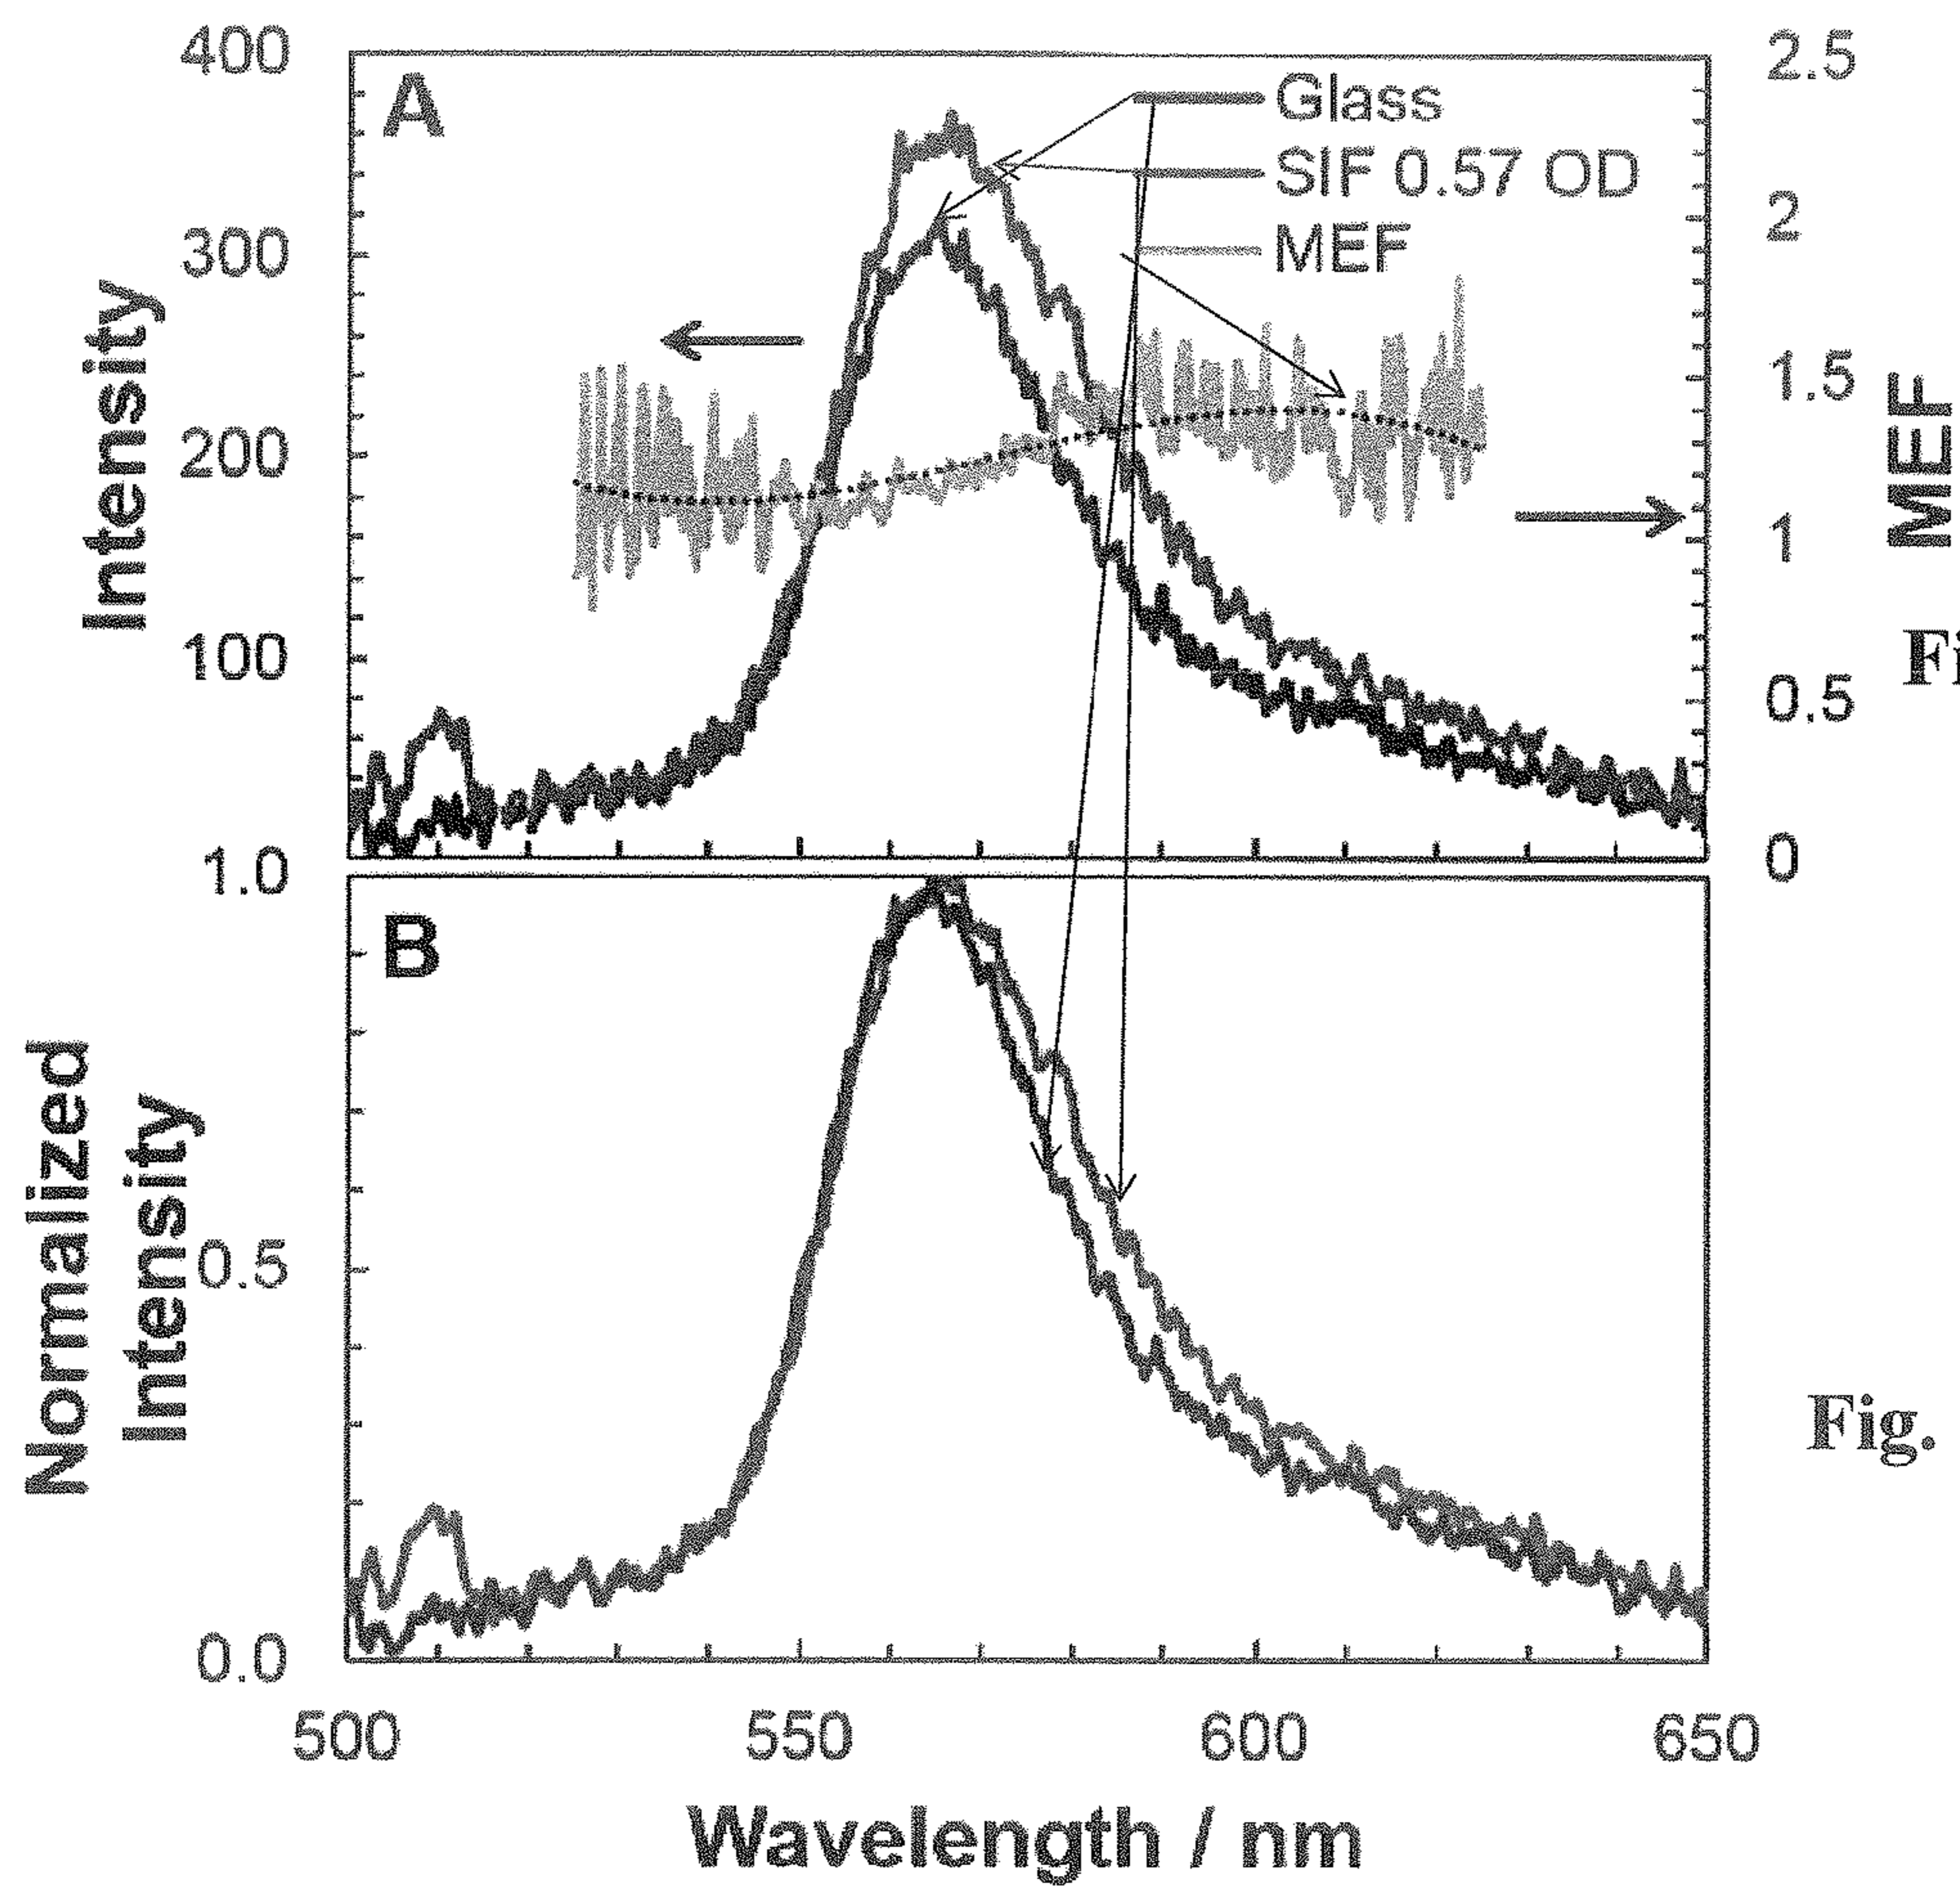 400
300
200
100
1.0
0.5
0.0
Intensity
Normalized
Intensity
A
Glass
SIF 0.57 OD
MEF
2.5
2
1.5
1
0.5
0
MEF
Fi
B
Fig.
500 550 600 650
Wavelength / nm